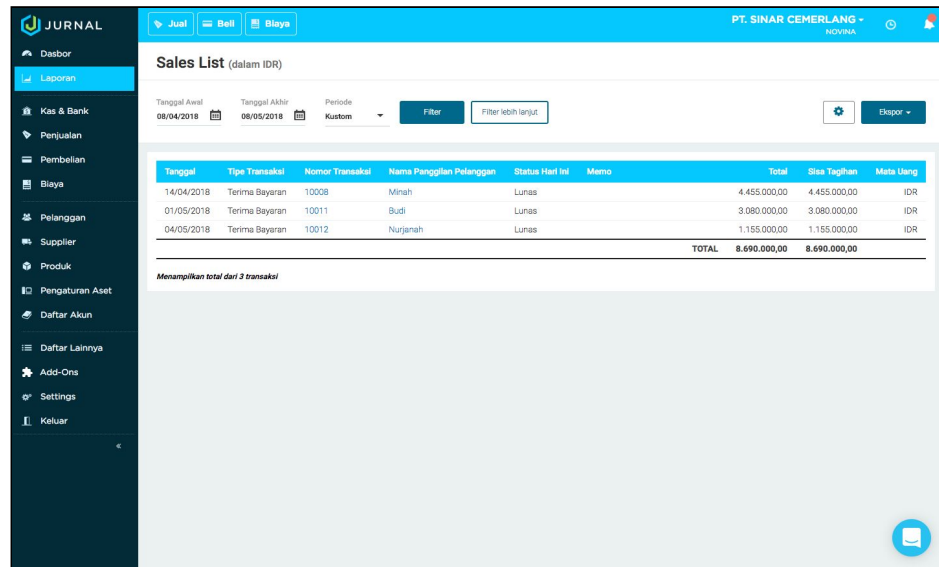 JURNAL
Jual Beli Biaya
PT. SINAR CEMERLANG
NOVINA
Dasbor
Laporan
Kas & Bank
Penjualan
Pembelian
Biaya
Pelanggan
Supplier
Produk
Pengaturan Aset
Daftar Akun
Daftar Lainnya
Add-Ons
Settings
Keluar
«
Sales List (dalam IDR)
Tanggal Awal Tanggal Akhir Periode
08/04/2018 08/05/2018 Kustom Filter Filter lebih lanjut Ekspor
Tanggal Tipe Transaksi Nomor Transaksi Nama Panggilan Pelanggan Status Hari Ini Memo Total Sisa Tagihan Mata Uang
14/04/2018 Terima Bayaran 10008 Minah Lunas 4.455.000,00 4.455.000,00 IDR
01/05/2018 Terima Bayaran 10011 Budi Lunas 3.080.000,00 3.080.000,00 IDR
04/05/2018 Terima Bayaran 10012 Nurjanah Lunas 1.155.000,00 1.155.000,00 IDR
TOTAL 8.690.000,00 8.690.000,00
Menampilkan total dari 3 transaksi